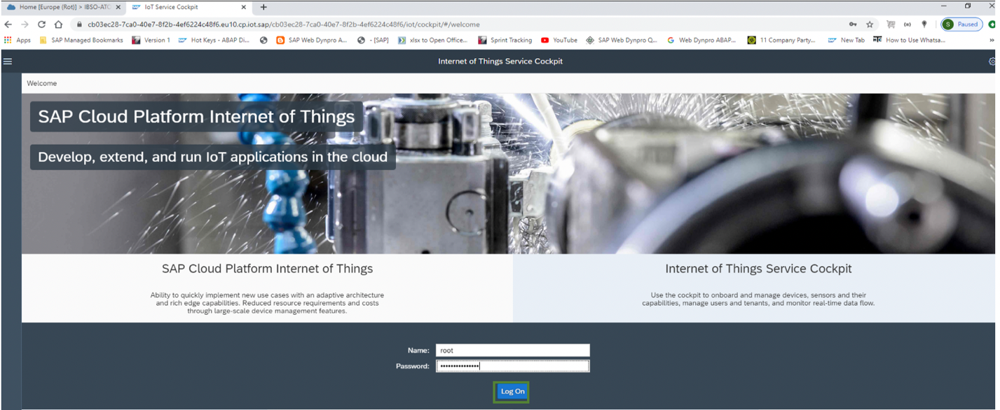 Home [Europe (Rot)] > IBSO-ATC
IoT Service Cockpit
cb03ec28-7ca0-40e7-8f2b-4ef6224c48f6.eu10.cp.iot.sap/cb03ec28-7ca0-40e7-8f2b-4ef6224c48f6/iot/cockpit/#/welcome
S Paused
Apps SAP Managed Bookmarks Version 1 Hot Keys - ABAP Di... SAP Web Dynpro A... - [SAP] xlsx to Open Office... Sprint Tracking YouTube SAP Web Dynpro Q... Web Dynpro ABAP... 11 Company Party... New Tab How to Use Whatsa... »
Internet of Things Service Cockpit
Welcome
SAP Cloud Platform Internet of Things
Develop, extend, and run IoT applications in the cloud
SAP Cloud Platform Internet of Things
Ability to quickly implement new use cases with an adaptive architecture
and rich edge capabilities. Reduced resource requirements and costs
through large-scale device management features.
Internet of Things Service Cockpit
Use the cockpit to onboard and manage devices, sensors and their
capabilities, manage users and tenants, and monitor real-time data flow.
Name: root
Password: •••••••••••••••
Log On